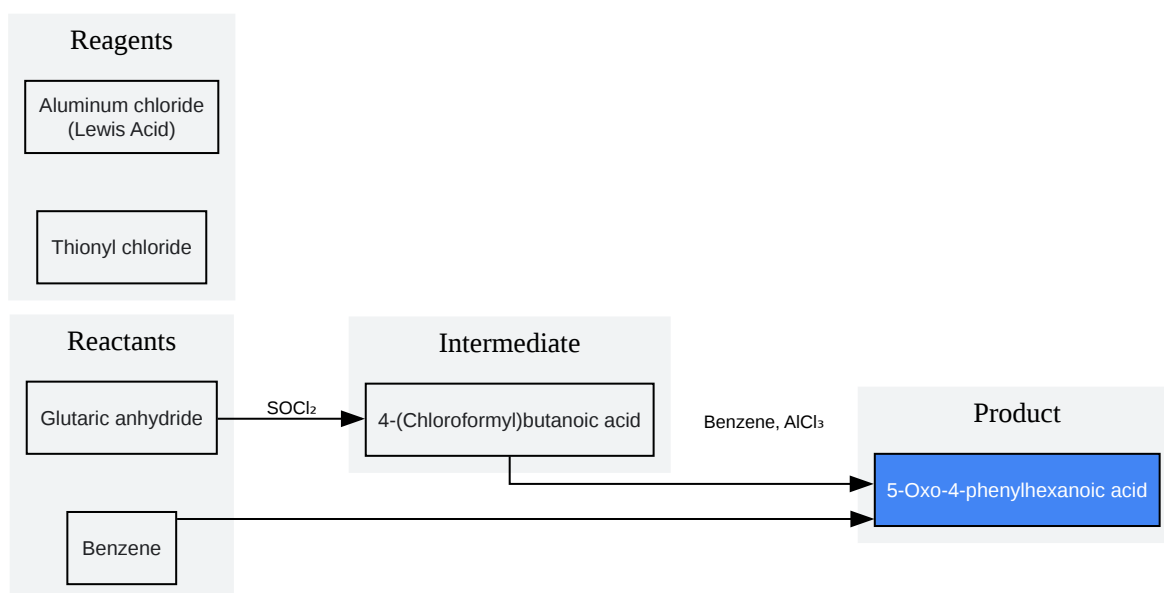 Reagents
Aluminum chloride
(Lewis Acid)
Thionyl chloride
Reactants
Glutaric anhydride
SOCl₂
Benzene
Intermediate
4-(Chloroformyl)butanoic acid
Benzene, AlCl₃
Product
5-Oxo-4-phenylhexanoic acid